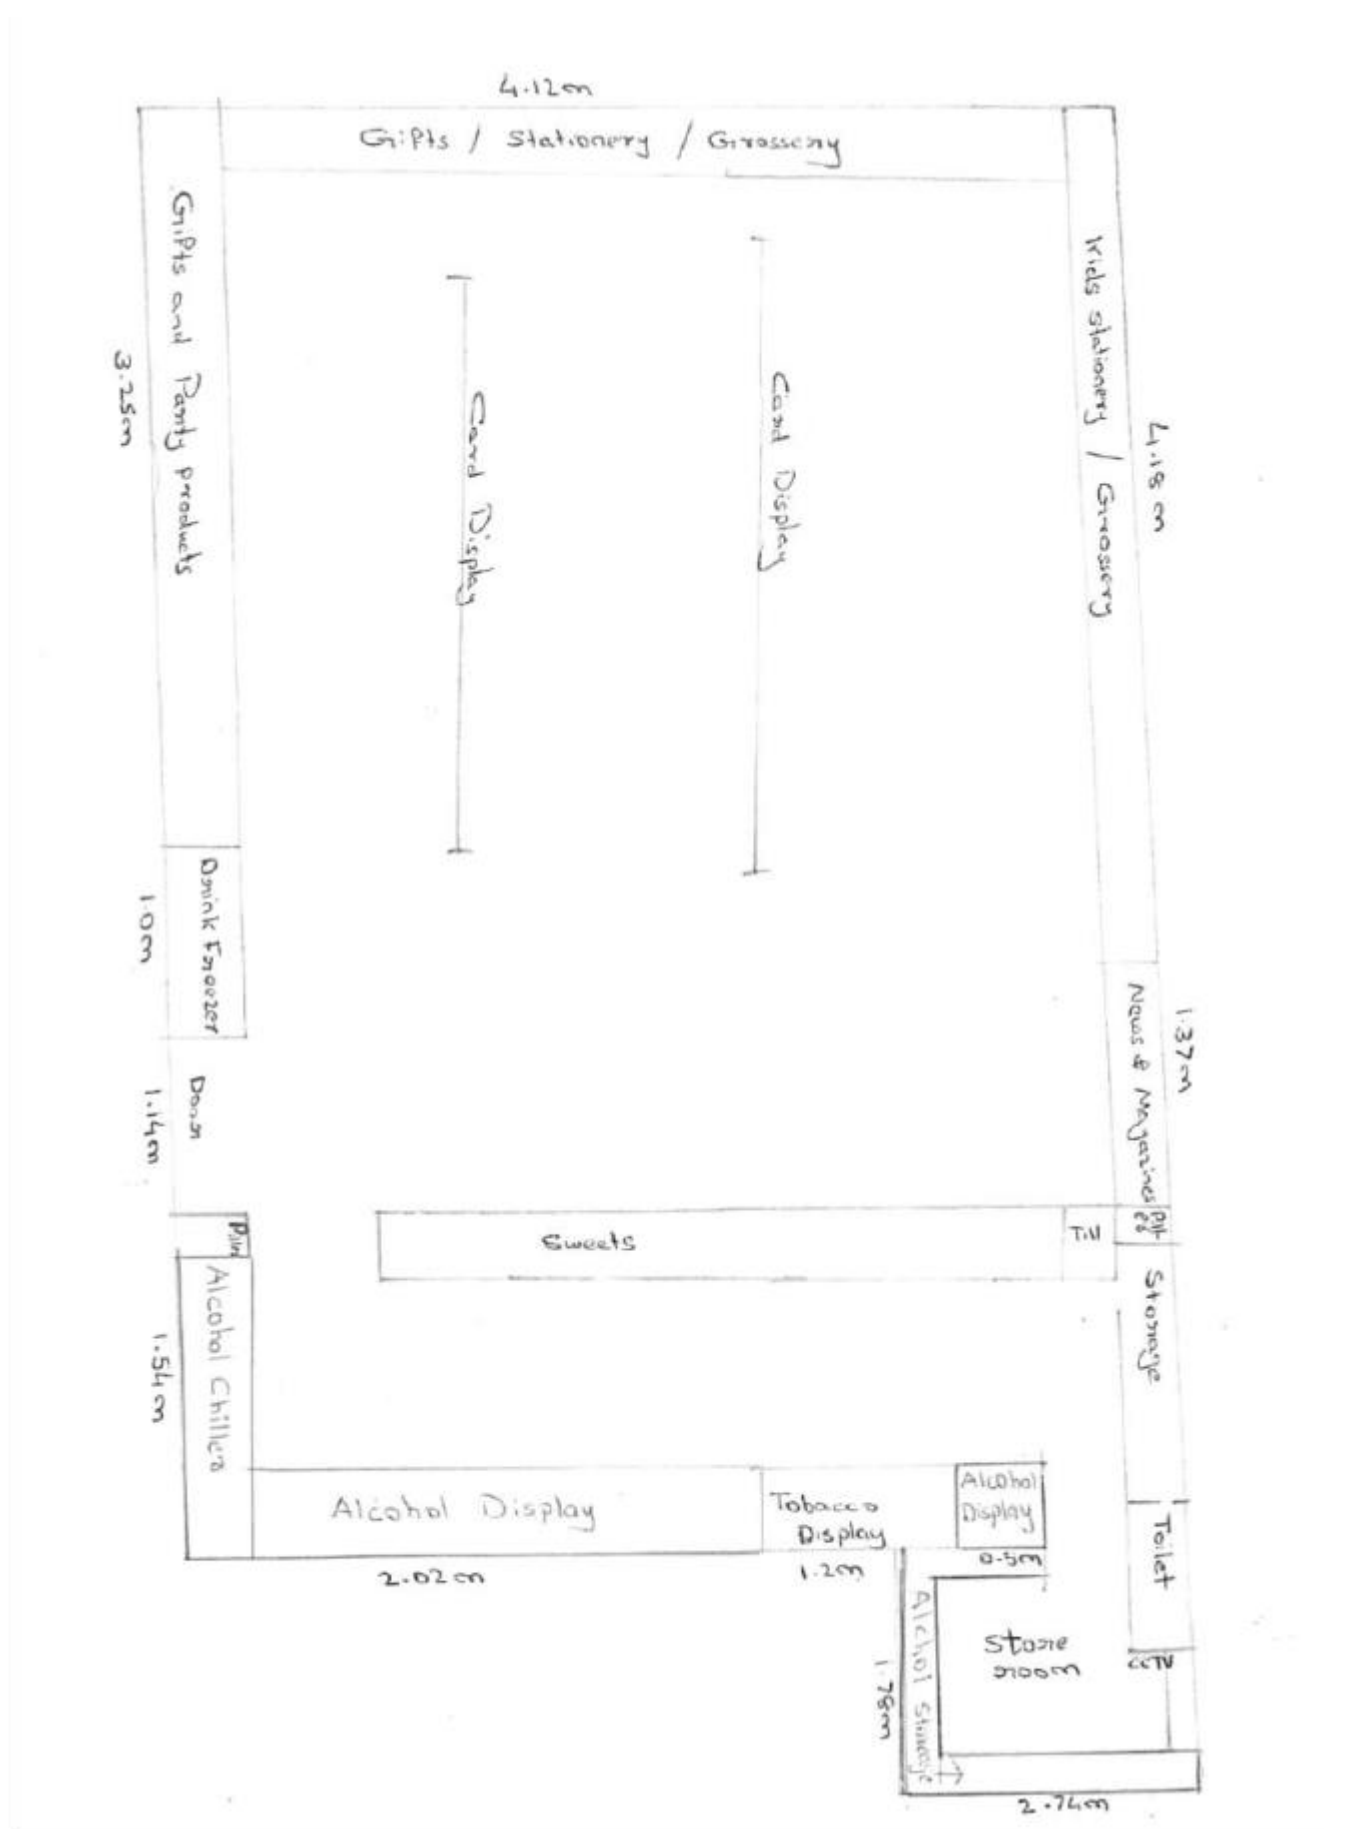 4.12m
Gifts / Stationery / Grossery
Gifts and Party products
3.25m
Card Display
Card Display
Kids stationery / Grossery
4.18 m
Drink Freezer
1.0m
Door
1.14m
News & Magazines
1.37m
Sweets
Till
Storage
Alcohol Chiller
1.54m
Alcohol Display
2.02m
Tobacco
Display
1.2m
Alcohol
Display
0.5m
Toilet
Store
room
CCTV
Alchol Storage
1.78m
2.74m